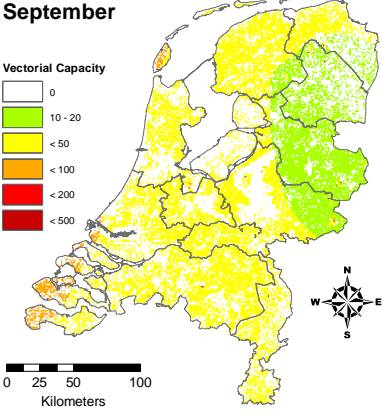 September
Vectorial Capacity
0
10 - 20
< 50
< 100
< 200
< 500
N
W E
S
0 25 50 100
Kilometers